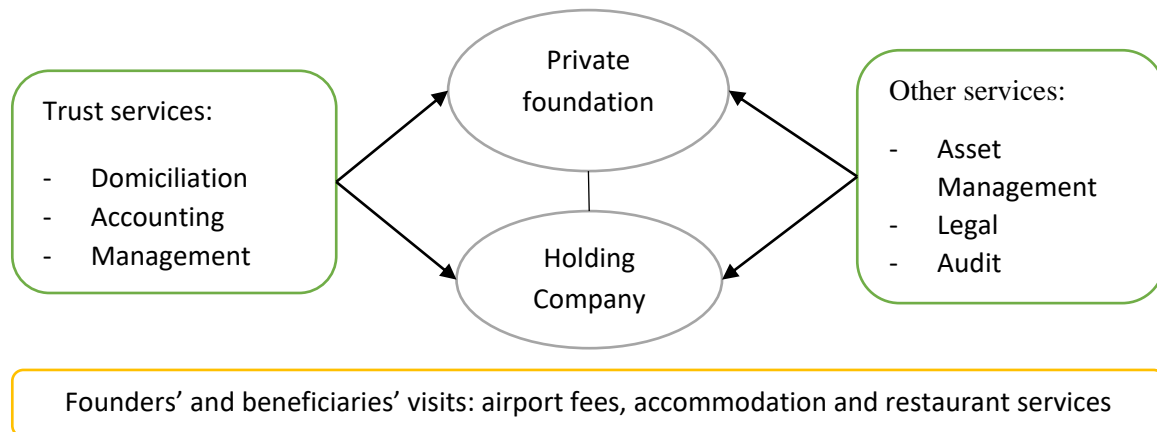 Trust services:
- Domiciliation
- Accounting
- Management
Private
foundation
Holding
Company
Other services:
- Asset
Management
- Legal
- Audit
Founders’ and beneficiaries’ visits: airport fees, accommodation and restaurant services